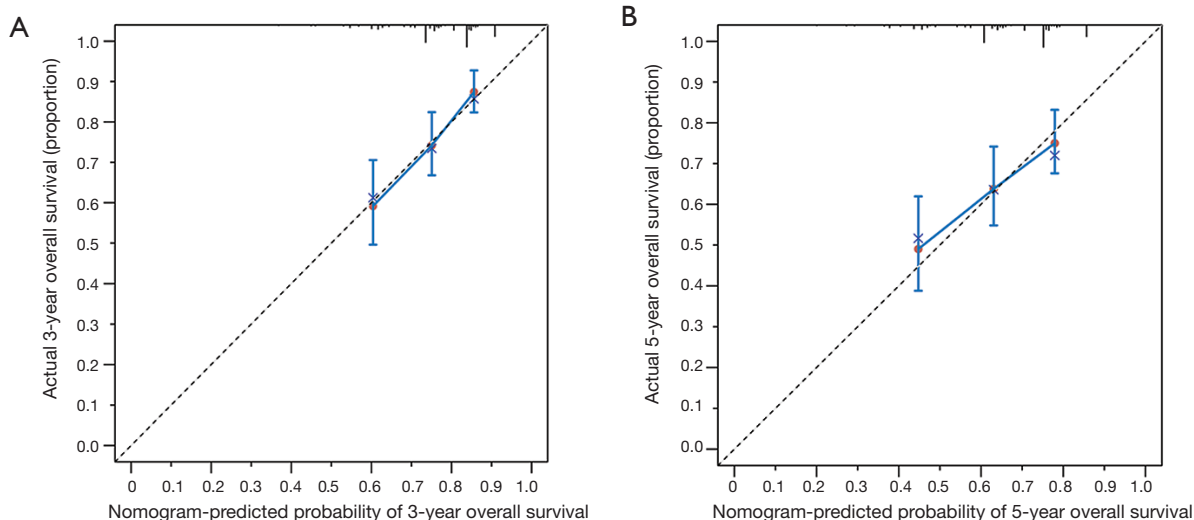 A
Actual 3-year overall survival (proportion)
1.0
0.9
0.8
0.7
0.6
0.5
0.4
0.3
0.2
0.1
0.0
0 0.1 0.2 0.3 0.4 0.5 0.6 0.7 0.8 0.9 1.0
Nomogram-predicted probability of 3-year overall survival
B
Actual 5-year overall survival (proportion)
1.0
0.9
0.8
0.7
0.6
0.5
0.4
0.3
0.2
0.1
0.0
0 0.1 0.2 0.3 0.4 0.5 0.6 0.7 0.8 0.9 1.0
Nomogram-predicted probability of 5-year overall survival